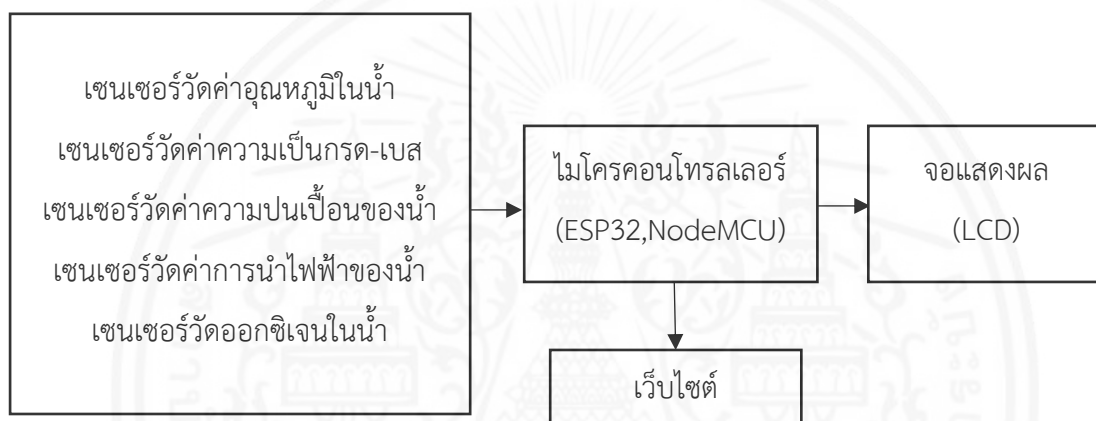 เซนเซอร์วัดค่าอุณหภูมิในน้ำ
เซนเซอร์วัดค่าความเป็นกรด-เบส
เซนเซอร์วัดค่าความปนเปื้อนของน้ำ
เซนเซอร์วัดค่าการนำไฟฟ้าของน้ำ
เซนเซอร์วัดออกซิเจนในน้ำ
ไมโครคอนโทรลเลอร์
(ESP32,NodeMCU)
จอแสดงผล
(LCD)
เว็บไซต์